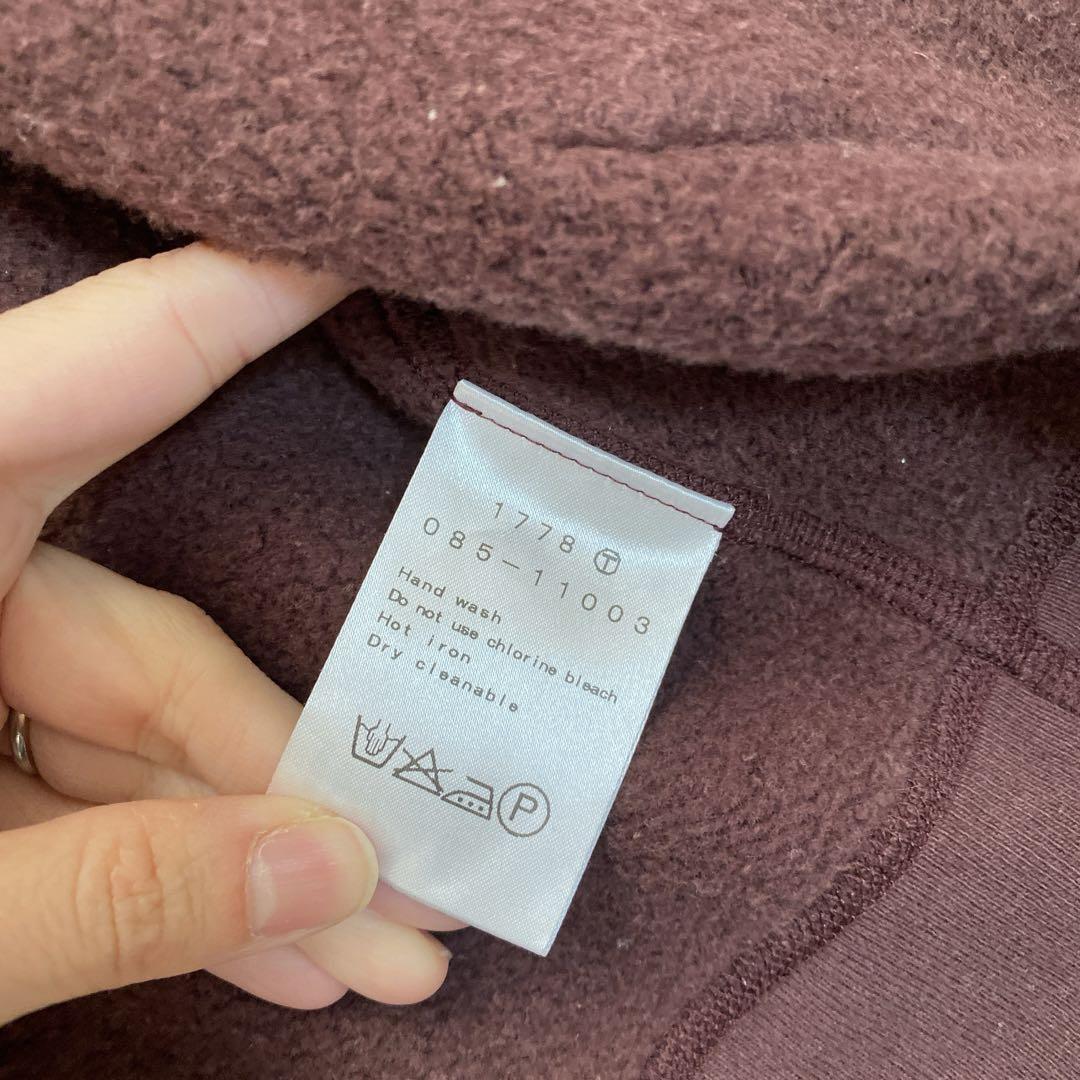 1778 Ⓣ
085-11003
Hand wash
Do not use chlorine bleach
Hot iron
Dry cleanable
P